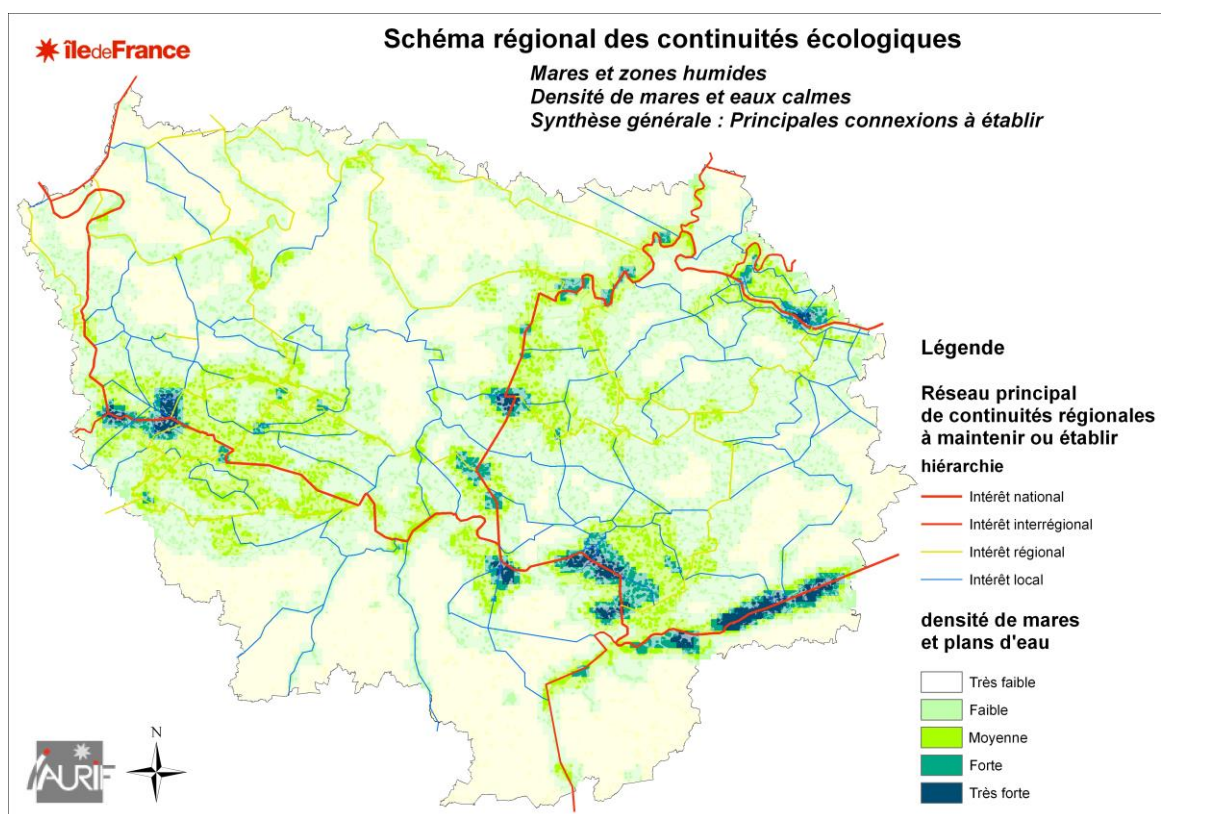 îledeFrance
Schéma régional des continuités écologiques
Mares et zones humides
Densité de mares et eaux calmes
Synthèse générale : Principales connexions à établir
Légende
Réseau principal
de continuités régionales
à maintenir ou établir
hiérarchie
Intérêt national
Intérêt interrégional
Intérêt régional
Intérêt local
densité de mares
et plans d'eau
Très faible
Faible
Moyenne
Forte
Très forte
IAURIF
N